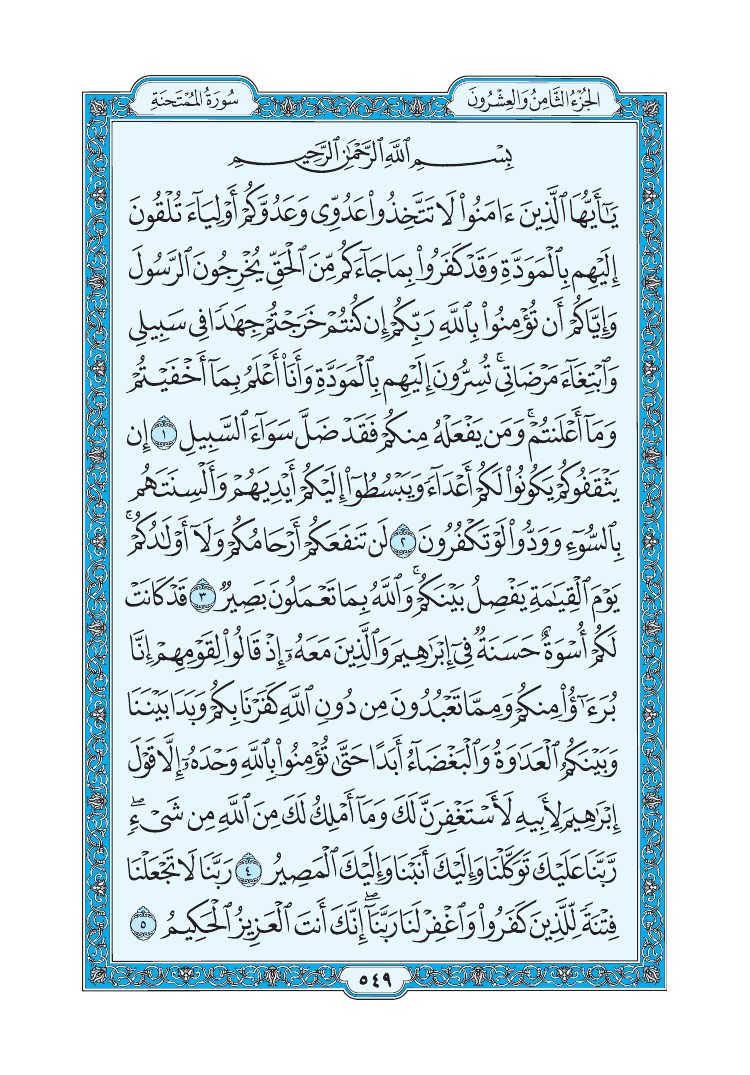 الجُزْءُ الثَّامِنُ وَالعِشْرُونَ
سُورَةُ المُمْتَحنَةِ
بِسْمِ ٱللَّهِ ٱلرَّحْمَٰنِ ٱلرَّحِيمِ
يَٰٓأَيُّهَا ٱلَّذِينَ ءَامَنُوا۟ لَا تَتَّخِذُوا۟ عَدُوِّى وَعَدُوَّكُمْ أَوْلِيَآءَ تُلْقُونَ
إِلَيْهِم بِٱلْمَوَدَّةِ وَقَدْ كَفَرُوا۟ بِمَا جَآءَكُم مِّنَ ٱلْحَقِّ يُخْرِجُونَ ٱلرَّسُولَ
وَإِيَّاكُمْ أَن تُؤْمِنُوا۟ بِٱللَّهِ رَبِّكُمْ إِن كُنتُمْ خَرَجْتُمْ جِهَٰدًا فِى سَبِيلِى
وَٱبْتِغَآءَ مَرْضَاتِى ۚ تُسِرُّونَ إِلَيْهِم بِٱلْمَوَدَّةِ وَأَنَا۠ أَعْلَمُ بِمَآ أَخْفَيْتُمْ
وَمَآ أَعْلَنتُمْ ۚ وَمَن يَفْعَلْهُ مِنكُمْ فَقَدْ ضَلَّ سَوَآءَ ٱلسَّبِيلِ ١ إِن
يَثْقَفُوكُمْ يَكُونُوا۟ لَكُمْ أَعْدَآءً وَيَبْسُطُوٓا۟ إِلَيْكُمْ أَيْدِيَهُمْ وَأَلْسِنَتَهُم
بِٱلسُّوٓءِ وَوَدُّوا۟ لَوْ تَكْفُرُونَ ٢ لَن تَنفَعَكُمْ أَرْحَامُكُمْ وَلَآ أَوْلَٰدُكُمْ ۚ
يَوْمَ ٱلْقِيَٰمَةِ يَفْصِلُ بَيْنَكُمْ ۚ وَٱللَّهُ بِمَا تَعْمَلُونَ بَصِيرٌ ٣ قَدْ كَانَتْ
لَكُمْ أُسْوَةٌ حَسَنَةٌ فِىٓ إِبْرَٰهِيمَ وَٱلَّذِينَ مَعَهُۥٓ إِذْ قَالُوا۟ لِقَوْمِهِمْ إِنَّا
بُرَءَٰٓؤُا۟ مِنكُمْ وَمِمَّا تَعْبُدُونَ مِن دُونِ ٱللَّهِ كَفَرْنَا بِكُمْ وَبَدَا بَيْنَنَا
وَبَيْنَكُمُ ٱلْعَدَٰوَةُ وَٱلْبَغْضَآءُ أَبَدًا حَتَّىٰ تُؤْمِنُوا۟ بِٱللَّهِ وَحْدَهُۥٓ إِلَّا قَوْلَ
إِبْرَٰهِيمَ لِأَبِيهِ لَأَسْتَغْفِرَنَّ لَكَ وَمَآ أَمْلِكُ لَكَ مِنَ ٱللَّهِ مِن شَىْءٍ ۖ
رَّبَّنَا عَلَيْكَ تَوَكَّلْنَا وَإِلَيْكَ أَنَبْنَا وَإِلَيْكَ ٱلْمَصِيرُ ٤ رَبَّنَا لَا تَجْعَلْنَا
فِتْنَةً لِّلَّذِينَ كَفَرُوا۟ وَٱغْفِرْ لَنَا رَبَّنَآ ۖ إِنَّكَ أَنتَ ٱلْعَزِيزُ ٱلْحَكِيمُ ٥
٥٤٩